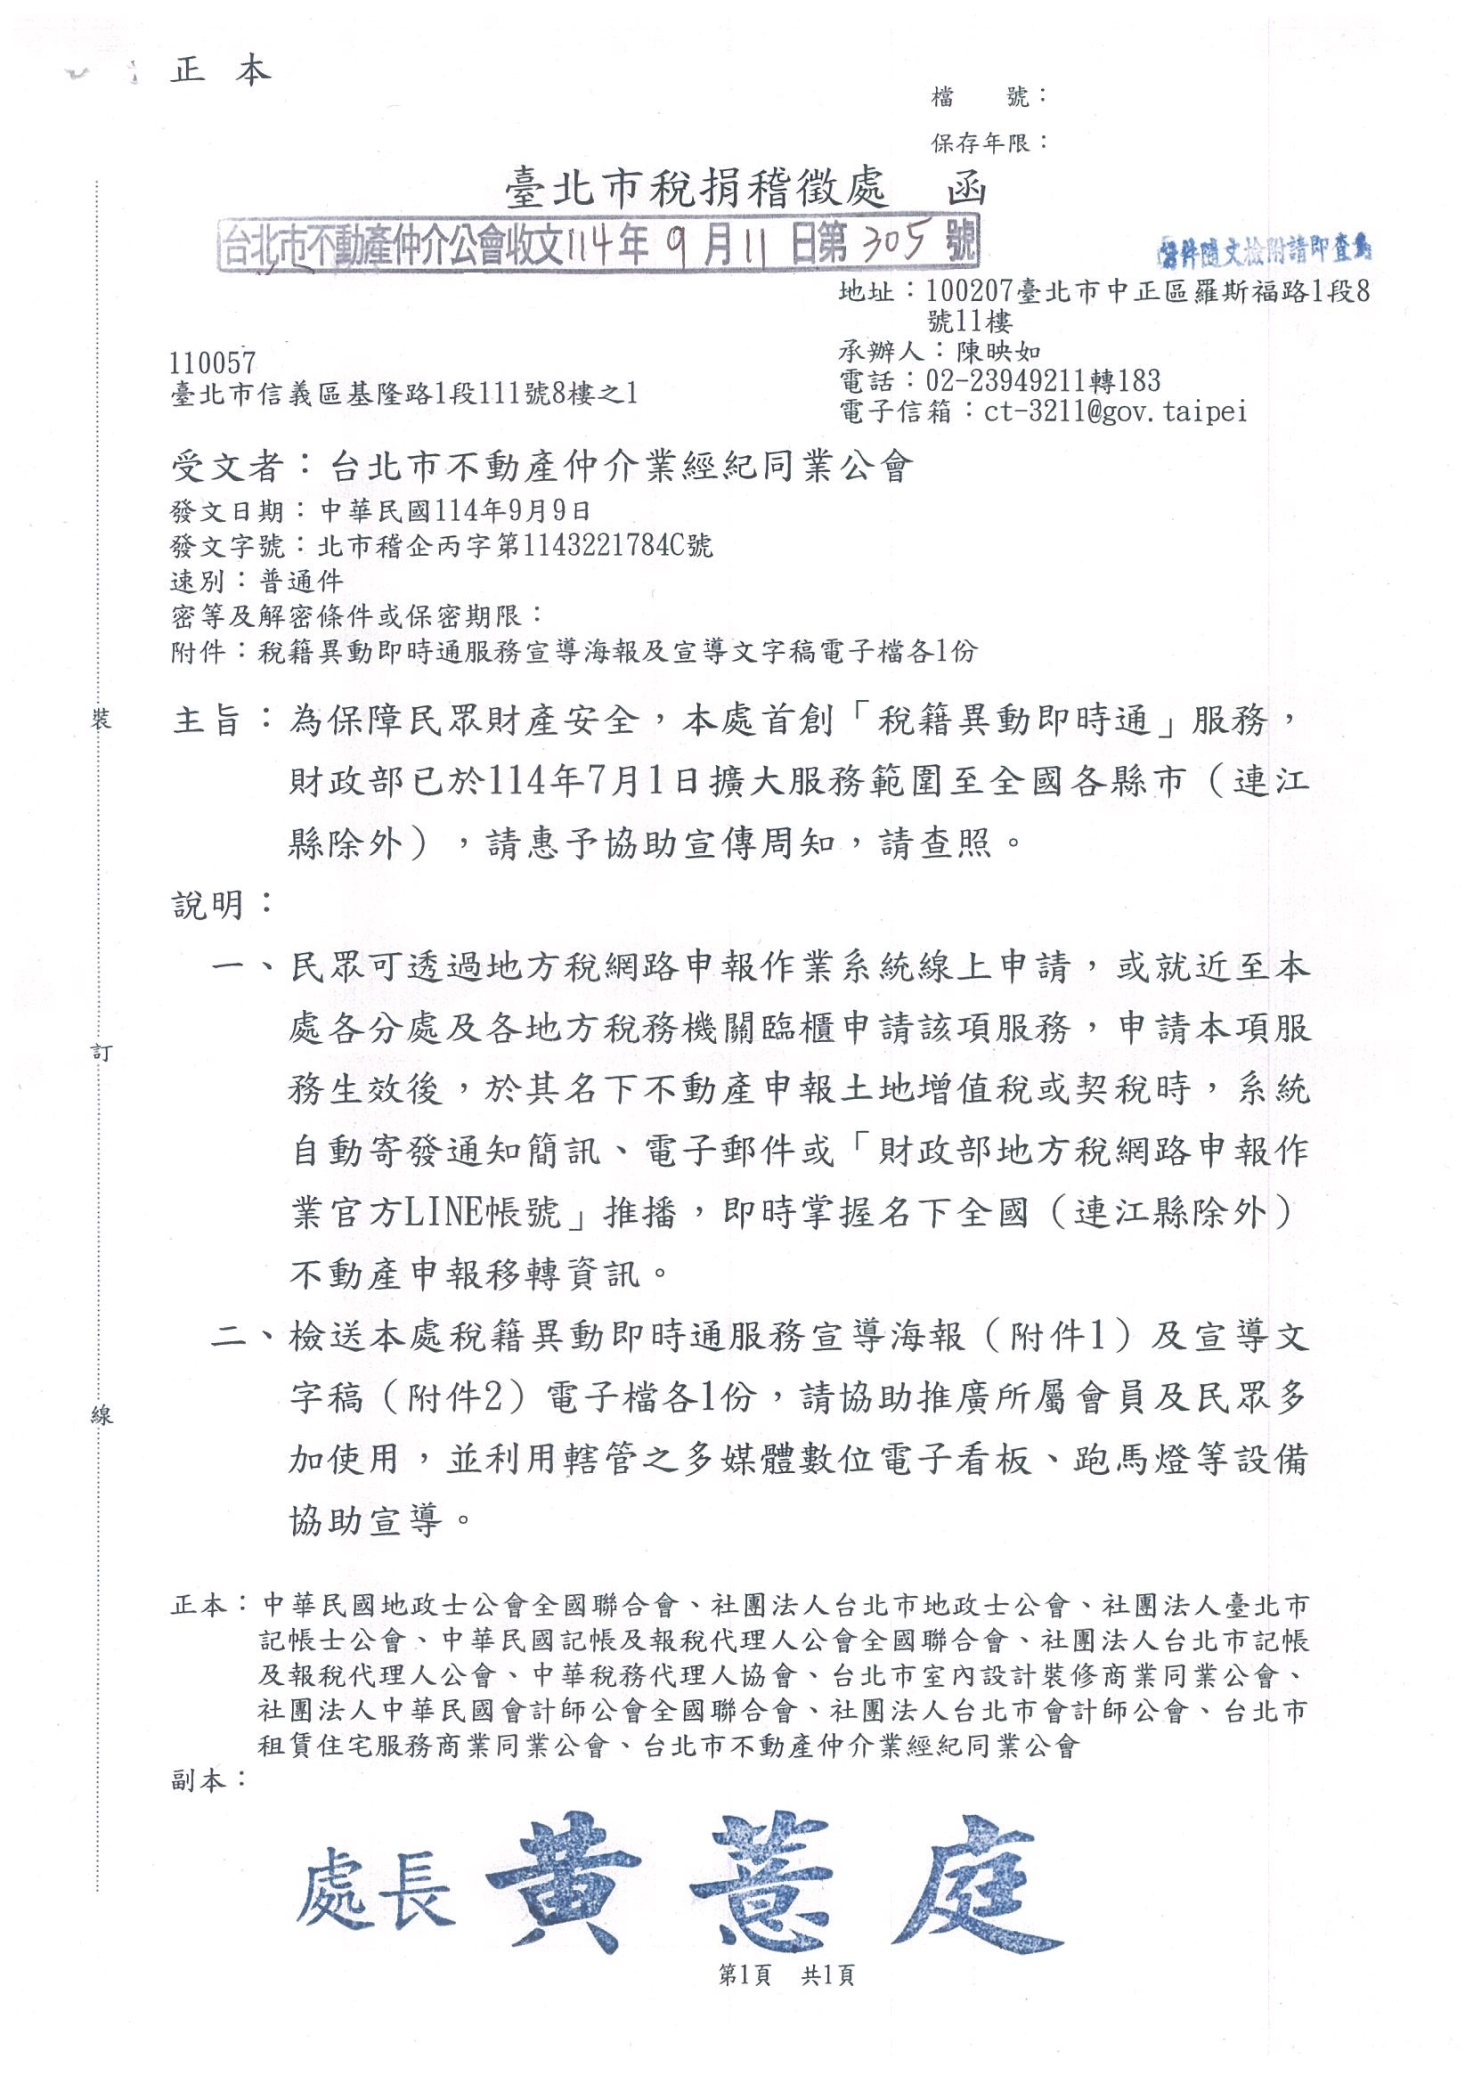 正 本
檔 號：
保存年限：
臺北市稅捐稽徵處 函
台北市不動產仲介公會收文114年9月11日第305號
件隨文檢附請即查
地址：100207臺北市中正區羅斯福路1段8
號11樓
承辦人：陳映如
電話：02-23949211轉183
電子信箱：ct-3211@gov.taipei
110057
臺北市信義區基隆路1段111號8樓之1
受文者：台北市不動產仲介業經紀同業公會
發文日期：中華民國114年9月9日
發文字號：北市稽企丙字第1143221784C號
速別：普通件
密等及解密條件或保密期限：
附件：稅籍異動即時通服務宣導海報及宣導文字稿電子檔各1份
主旨：為保障民眾財產安全，本處首創「稅籍異動即時通」服務，
財政部已於114年7月1日擴大服務範圍至全國各縣市（連江
縣除外），請惠予協助宣傳周知，請查照。
說明：
一、民眾可透過地方稅網路申報作業系統線上申請，或就近至本
處各分處及各地方稅務機關臨櫃申請該項服務，申請本項服
務生效後，於其名下不動產申報土地增值稅或契稅時，系統
自動寄發通知簡訊、電子郵件或「財政部地方稅網路申報作
業官方LINE帳號」推播，即時掌握名下全國（連江縣除外）
不動產申報移轉資訊。
二、檢送本處稅籍異動即時通服務宣導海報（附件1）及宣導文
字稿（附件2）電子檔各1份，請協助推廣所屬會員及民眾多
加使用，並利用轄管之多媒體數位電子看板、跑馬燈等設備
協助宣導。
正本：中華民國地政士公會全國聯合會、社團法人台北市地政士公會、社團法人臺北市
記帳士公會、中華民國記帳及報稅代理人公會全國聯合會、社團法人台北市記帳
及報稅代理人公會、中華稅務代理人協會、台北市室內設計裝修商業同業公會、
社團法人中華民國會計師公會全國聯合會、社團法人台北市會計師公會、台北市
租賃住宅服務商業同業公會、台北市不動產仲介業經紀同業公會
副本：
處長 黃薏庭
第1頁 共1頁
裝
訂
線